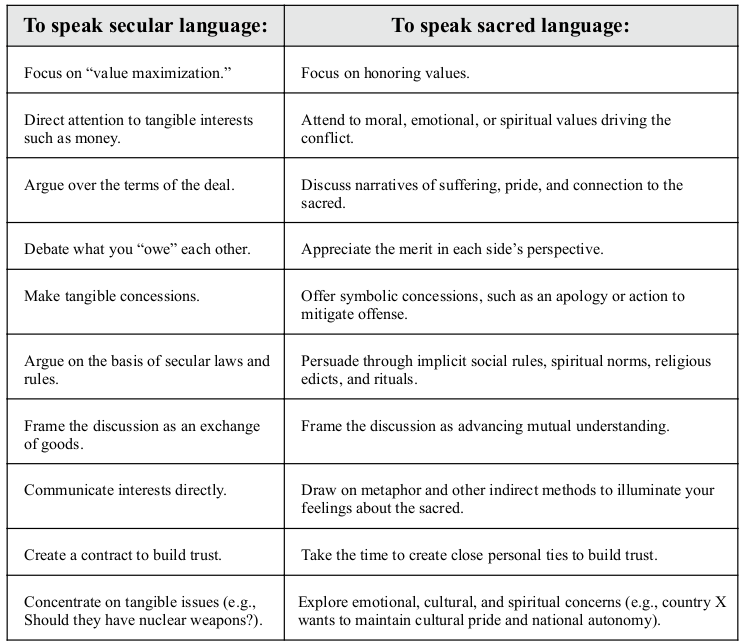 To speak secular language:
To speak sacred language:
Focus on “value maximization.”
Focus on honoring values.
Direct attention to tangible interests
such as money.
Attend to moral, emotional, or spiritual values driving the
conflict.
Argue over the terms of the deal.
Discuss narratives of suffering, pride, and connection to the
sacred.
Debate what you “owe” each other.
Appreciate the merit in each side’s perspective.
Make tangible concessions.
Offer symbolic concessions, such as an apology or action to
mitigate offense.
Argue on the basis of secular laws and
rules.
Persuade through implicit social rules, spiritual norms, religious
edicts, and rituals.
Frame the discussion as an exchange
of goods.
Frame the discussion as advancing mutual understanding.
Communicate interests directly.
Draw on metaphor and other indirect methods to illuminate your
feelings about the sacred.
Create a contract to build trust.
Take the time to create close personal ties to build trust.
Concentrate on tangible issues (e.g.,
Should they have nuclear weapons?).
Explore emotional, cultural, and spiritual concerns (e.g., country X
wants to maintain cultural pride and national autonomy).